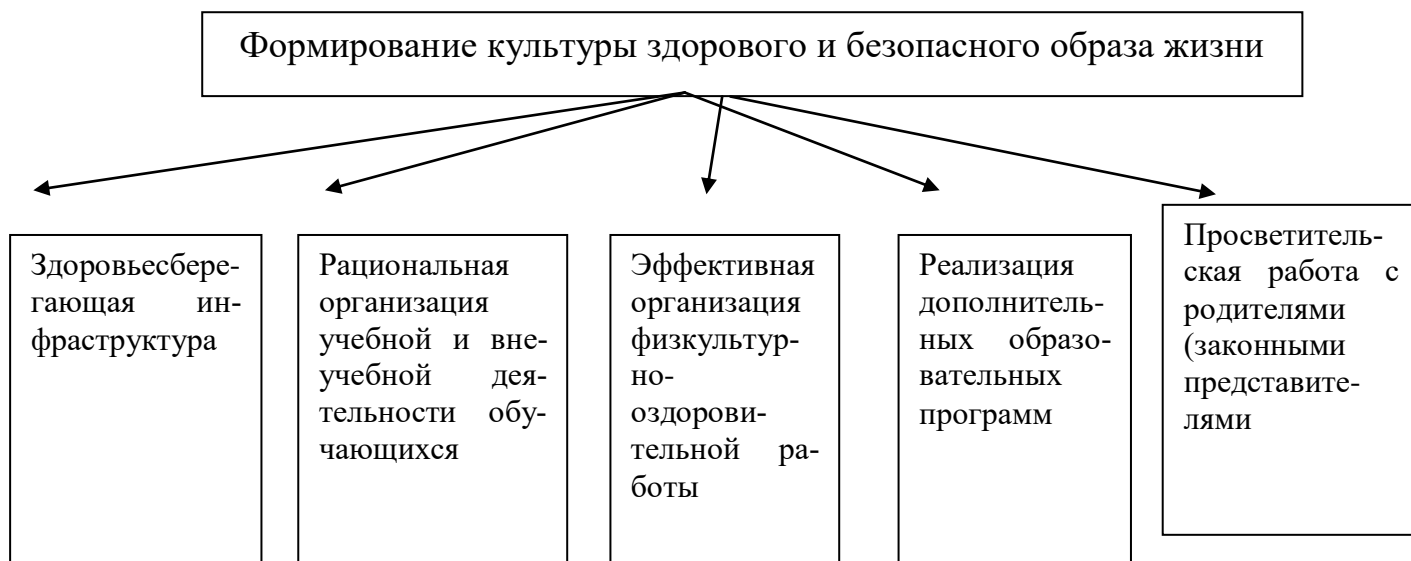 Формирование культуры здорового и безопасного образа жизни
Здоровьесбере-
гающая ин-
фраструктура
Рациональная
организация
учебной и вне-
учебной дея-
тельности обу-
чающихся
Эффективная
организация
физкультур-
но-
оздорови-
тельной ра-
боты
Реализация
дополнитель-
ных образо-
вательных
программ
Просветитель-
ская работа с
родителями
(законными
представите-
лями